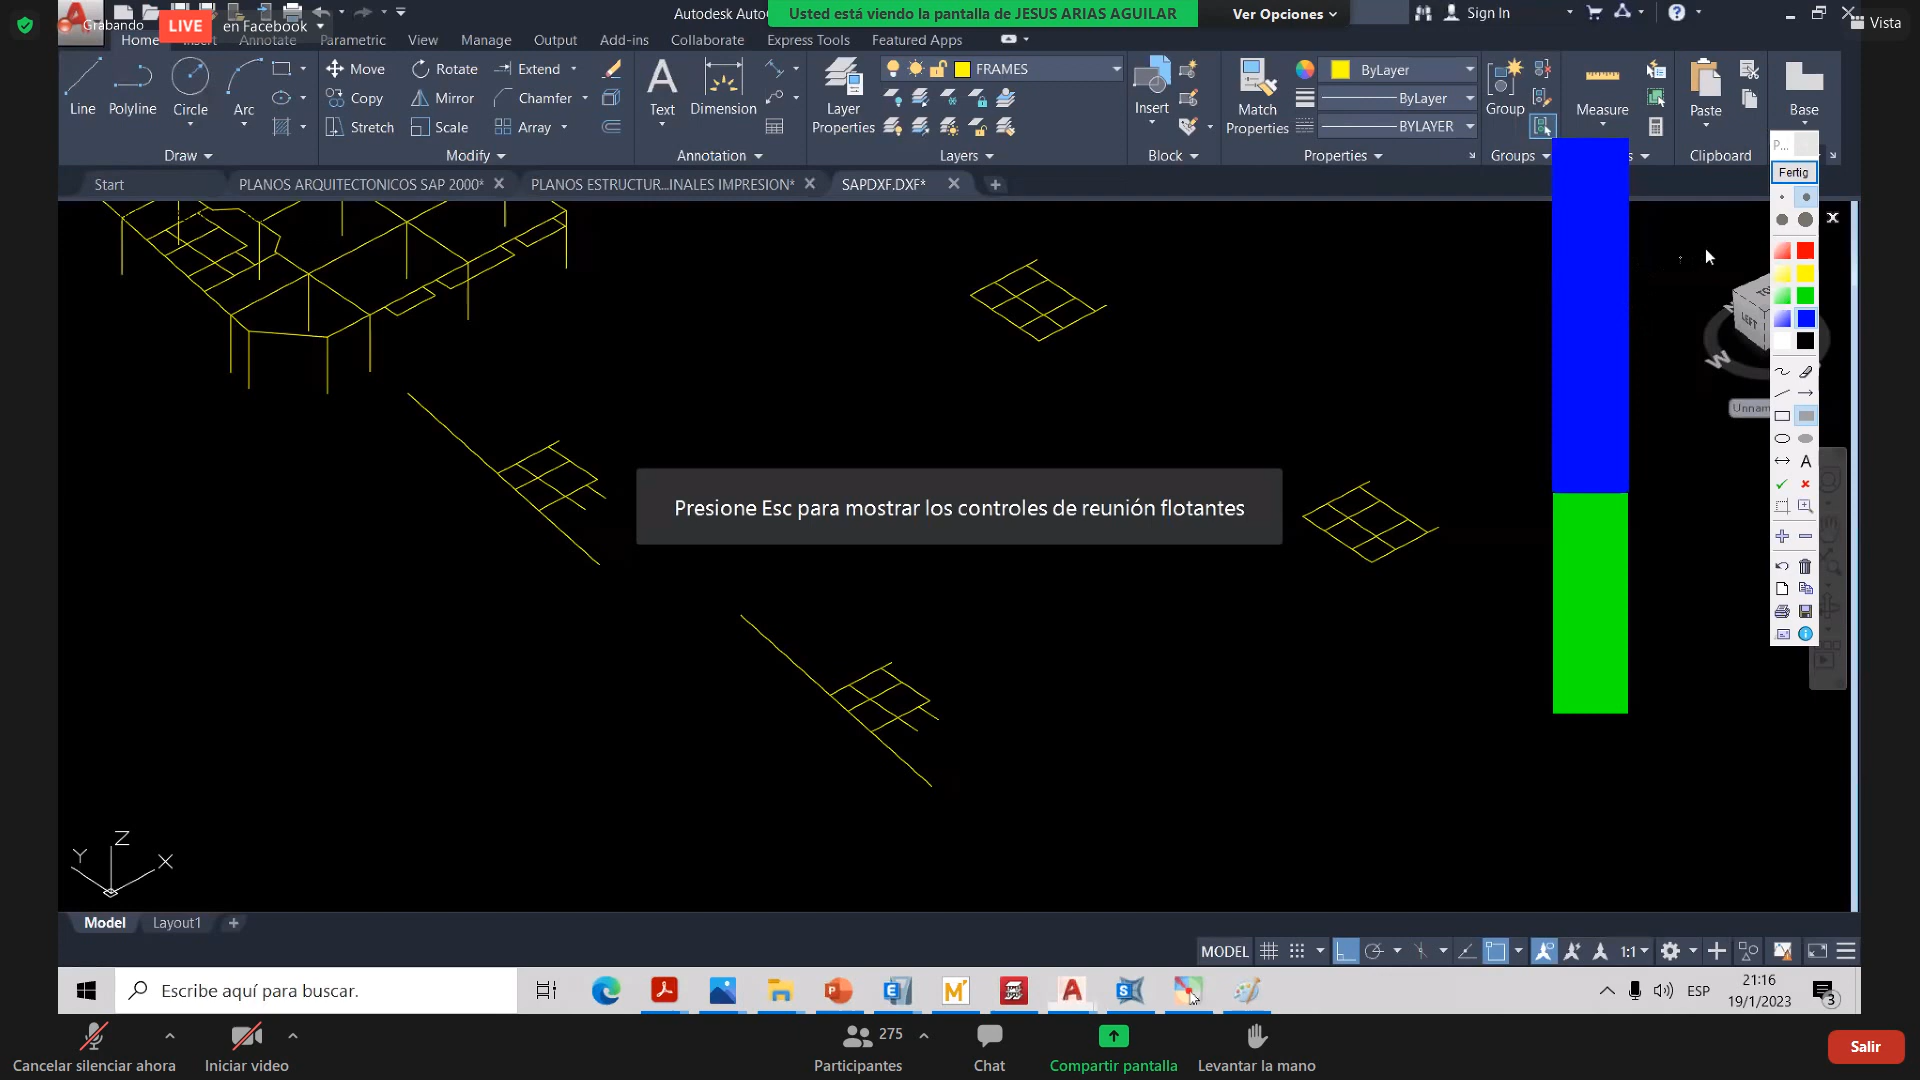 Grabando
LIVE
en Facebook
Autodesk Auto
Usted está viendo la pantalla de JESUS ARIAS AGUILAR
Ver Opciones
Sign In
Vista
Home
Insert
Annotate
Parametric
View
Manage
Output
Add-ins
Collaborate
Express Tools
Featured Apps
Line
Polyline
Circle
Arc
Move
Rotate
Extend
Copy
Mirror
Chamfer
Stretch
Scale
Array
Text
Dimension
Layer
Properties
FRAMES
Insert
Match
Properties
ByLayer
ByLayer
BYLAYER
Group
Measure
Paste
Base
Draw
Modify
Annotation
Layers
Block
Properties
Groups
Clipboard
P...
Fertig
Start
PLANOS ARQUITECTONICOS SAP 2000*
PLANOS ESTRUCTUR...INALES IMPRESION*
SAPDXF.DXF*
LEFT
W
Unnam
A
Presione Esc para mostrar los controles de reunión flotantes
Z
Y
X
Model
Layout1
MODEL
1:1
Escribe aquí para buscar.
ESP
21:16
19/1/2023
3
Cancelar silenciar ahora
Iniciar video
275
Participantes
Chat
Compartir pantalla
Levantar la mano
Salir